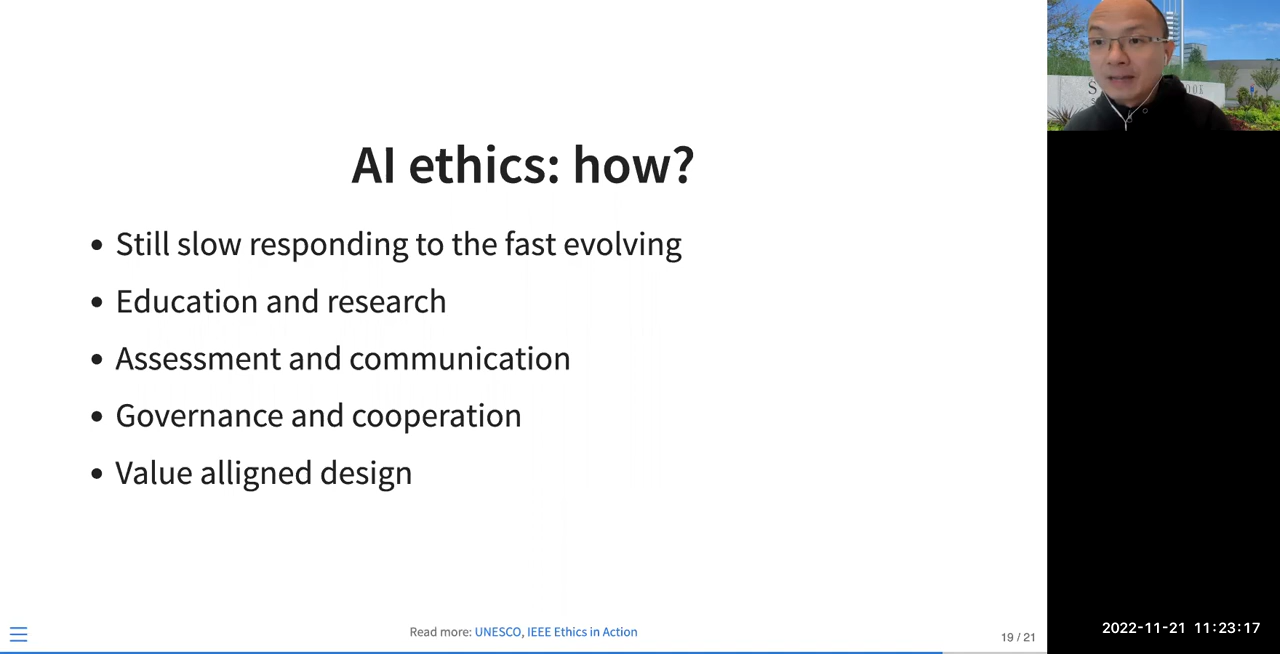 AI ethics: how?
• Still slow responding to the fast evolving
• Education and research
• Assessment and communication
• Governance and cooperation
• Value alligned design
Read more: UNESCO, IEEE Ethics in Action
19 / 21
2022-11-21 11:23:17